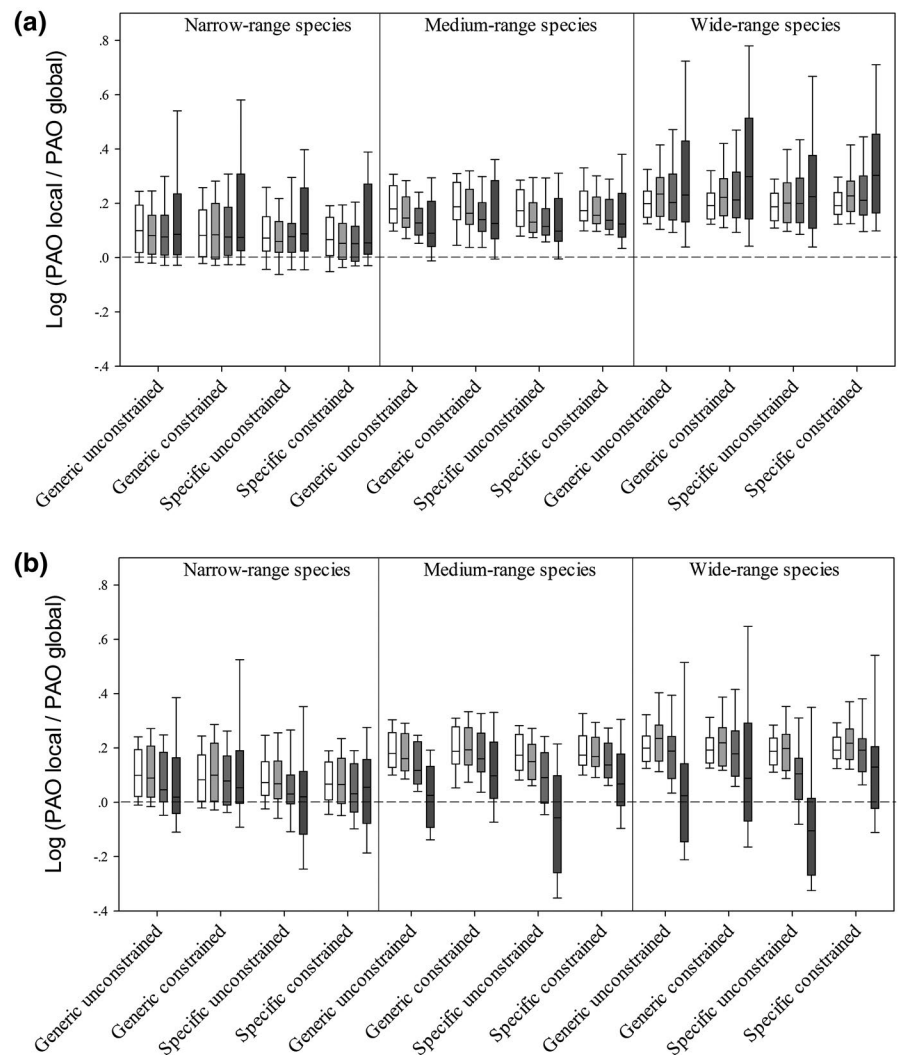 (a)
Narrow-range species
Medium-range species
Wide-range species
Log (PAO local / PAO global)
.8
.6
.4
.2
.0
-.2
-.4
Generic unconstrained
Generic constrained
Specific unconstrained
Specific constrained
Generic unconstrained
Generic constrained
Specific unconstrained
Specific constrained
Generic unconstrained
Generic constrained
Specific unconstrained
Specific constrained
(b)
Narrow-range species
Medium-range species
Wide-range species
Log (PAO local / PAO global)
.8
.6
.4
.2
.0
-.2
-.4
Generic unconstrained
Generic constrained
Specific unconstrained
Specific constrained
Generic unconstrained
Generic constrained
Specific unconstrained
Specific constrained
Generic unconstrained
Generic constrained
Specific unconstrained
Specific constrained